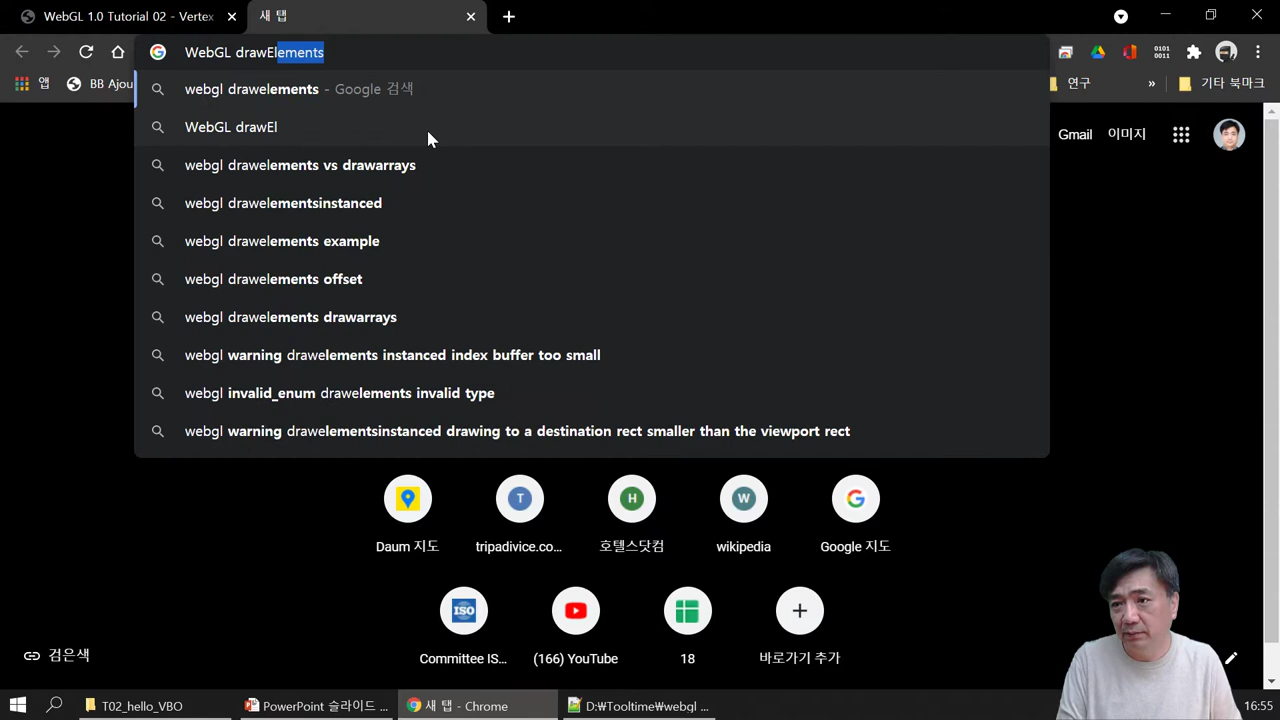 WebGL 1.0 Tutorial 02 - Vertex
새 탭
WebGL drawElements
앱
BB Ajou
0101
0011
연구
»
기타 북마크
webgl drawelements - Google 검색
WebGL drawEl
webgl drawelements vs drawarrays
webgl drawelementsinstanced
webgl drawelements example
webgl drawelements offset
webgl drawelements drawarrays
webgl warning drawelements instanced index buffer too small
webgl invalid_enum drawelements invalid type
webgl warning drawelementsinstanced drawing to a destination rect smaller than the viewport rect
Gmail
이미지
T
H
W
Daum 지도
tripadivice.co...
호텔스닷컴
wikipedia
Google 지도
ISO
Committee IS...
(166) YouTube
18
바로가기 추가
검은색
T02_hello_VBO
PowerPoint 슬라이드 ...
새 탭 - Chrome
D:₩Tooltime₩webgl ...
16:55